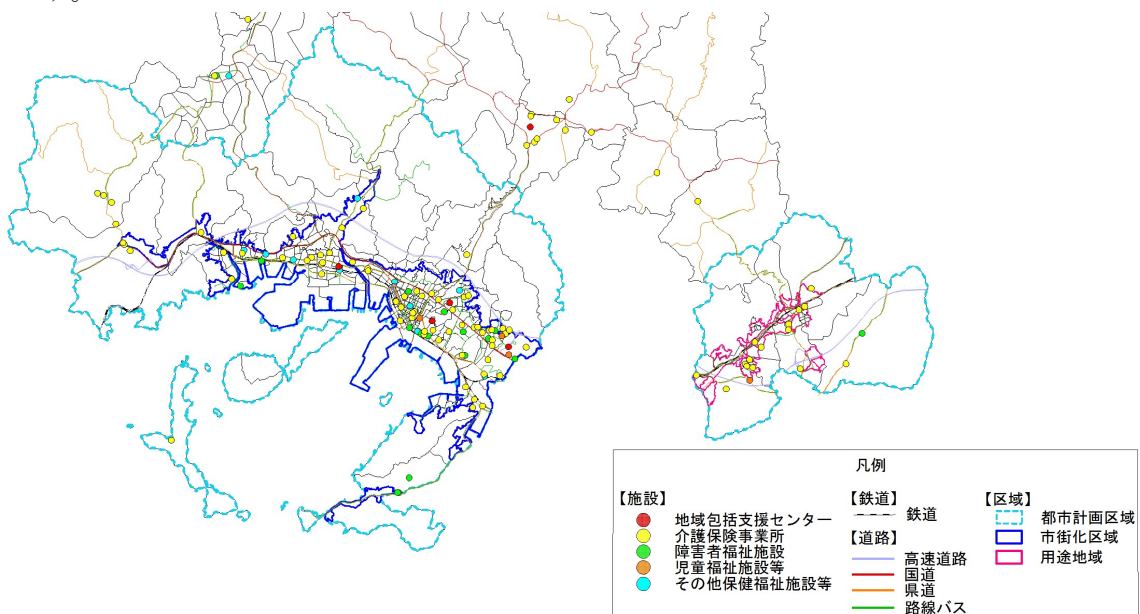 凡例
【施設】
地域包括支援センター
介護保険事業所
障害者福祉施設
児童福祉施設等
その他保健福祉施設等
【鉄道】
鉄道
【道路】
高速道路
国道
県道
路線バス
【区域】
都市計画区域
市街化区域
用途地域